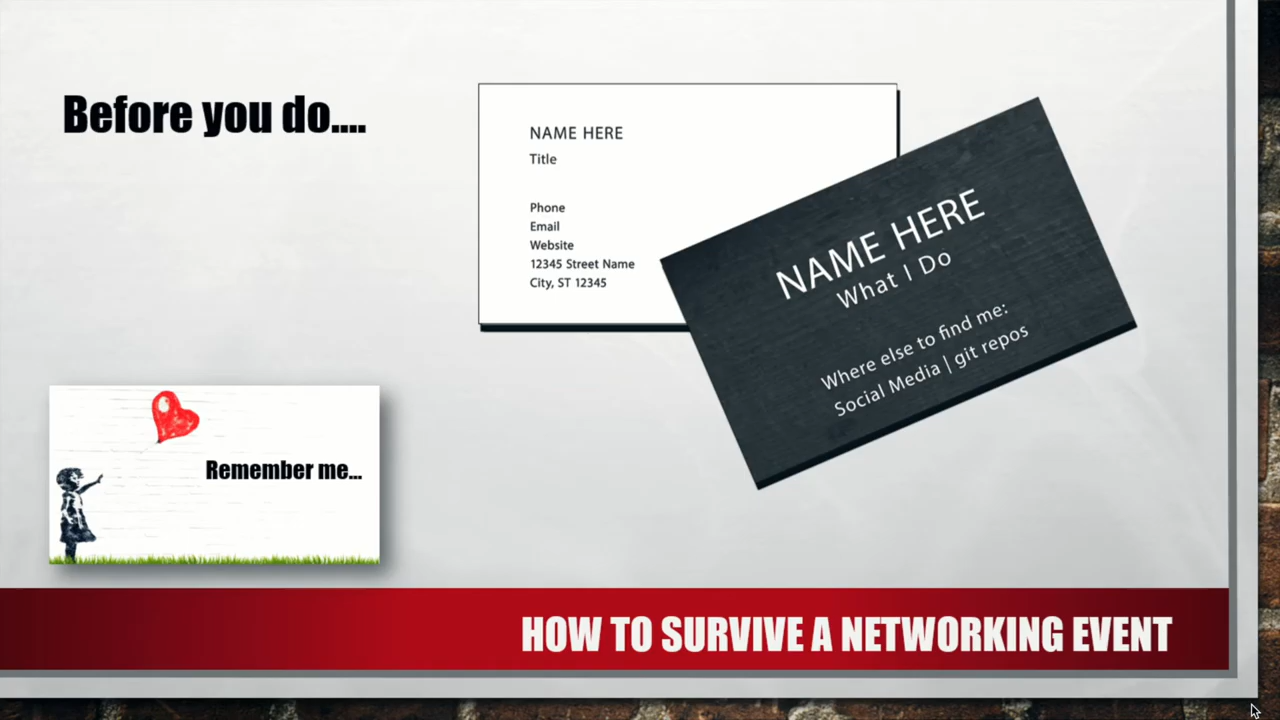 Before you do....
NAME HERE
Title
Phone
Email
Website
12345 Street Name
City, ST 12345
NAME HERE
What I Do
Where else to find me:
Social Media | git repos
Remember me...
HOW TO SURVIVE A NETWORKING EVENT